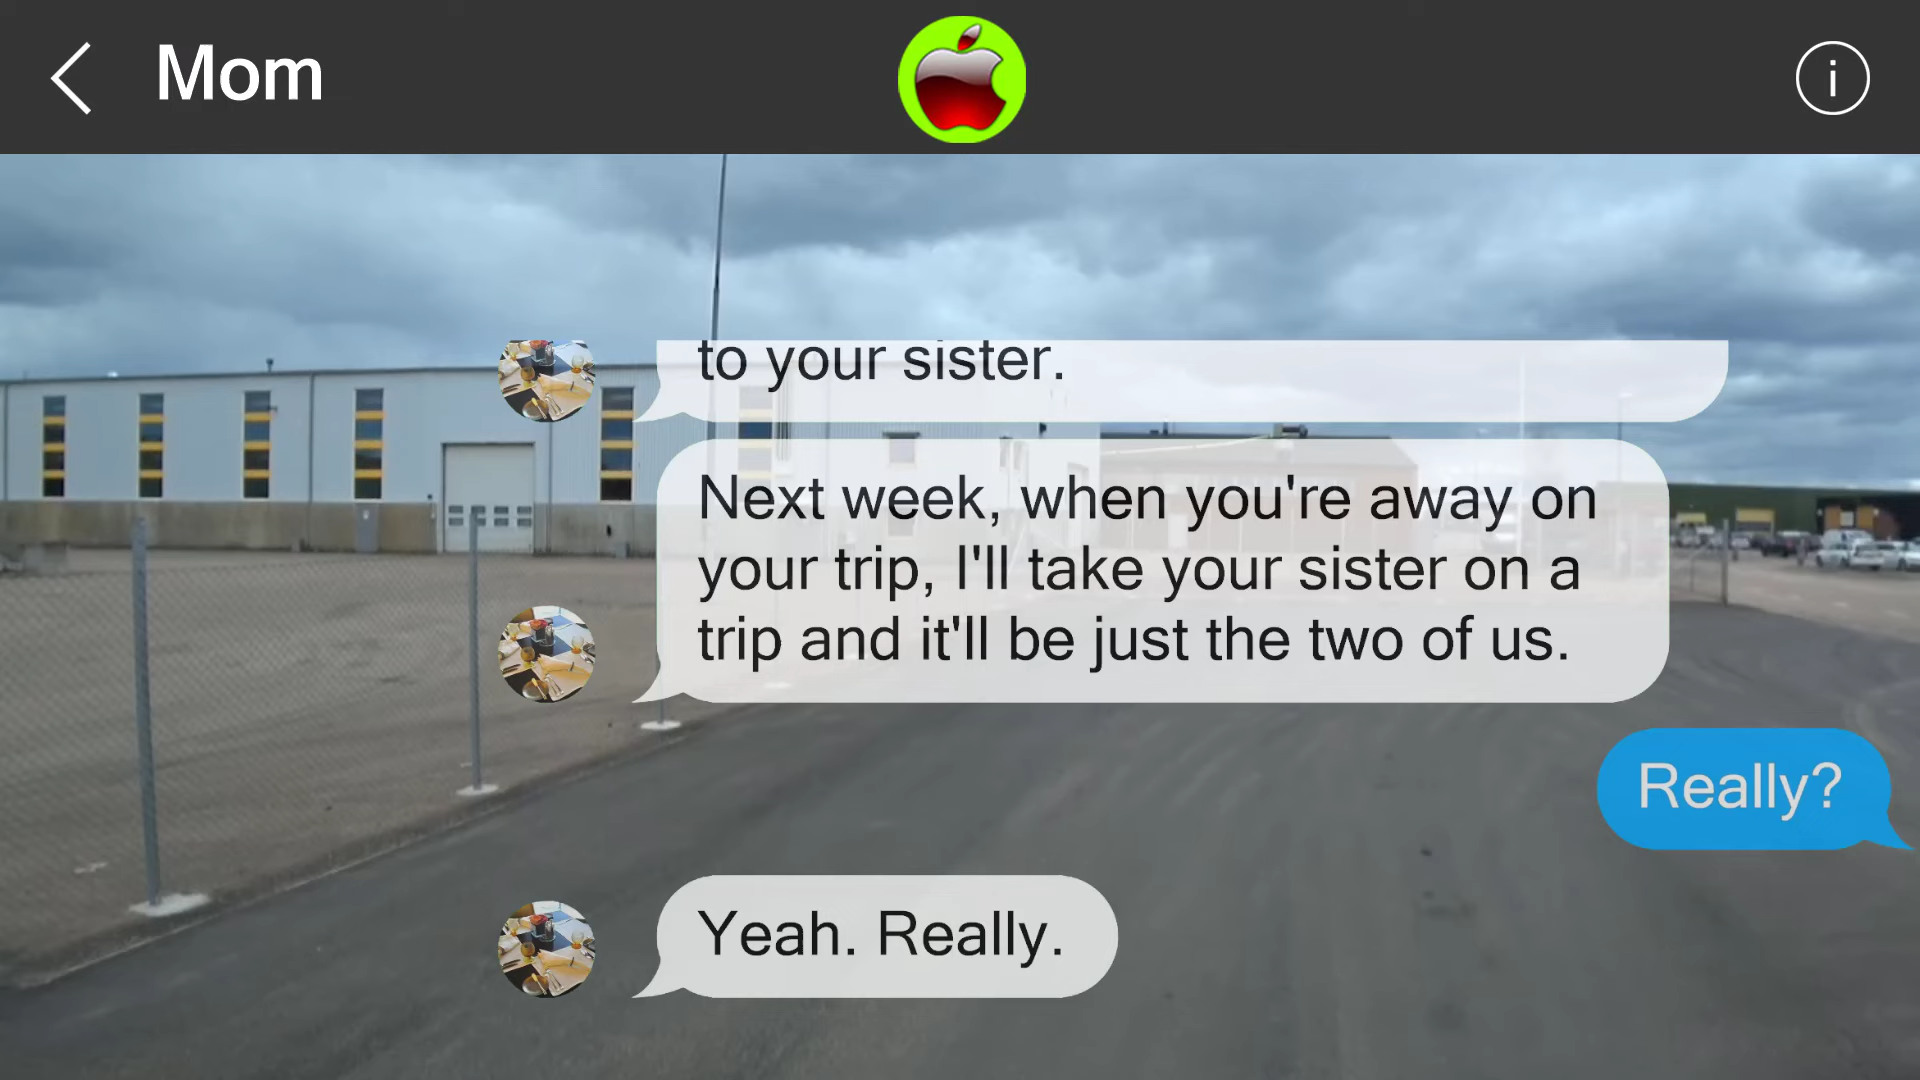 Mom
i
to your sister.
Next week, when you're away on
your trip, I'll take your sister on a
trip and it'll be just the two of us.
Really?
Yeah. Really.